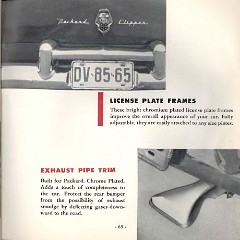 Packard Clipper
DV·85·65
LICENSE PLATE FRAMES
These bright chromium plated license plate frames
improve the overall appearance of your car. Fully
adjustable, they are easily attached to any size plates.
EXHAUST PIPE TRIM
Built for Packard. Chrome Plated.
Adds a touch of completeness to
the car. Protect the rear bumper
from the possibility of exhaust
smudge by deflecting gases down-
ward to the road.